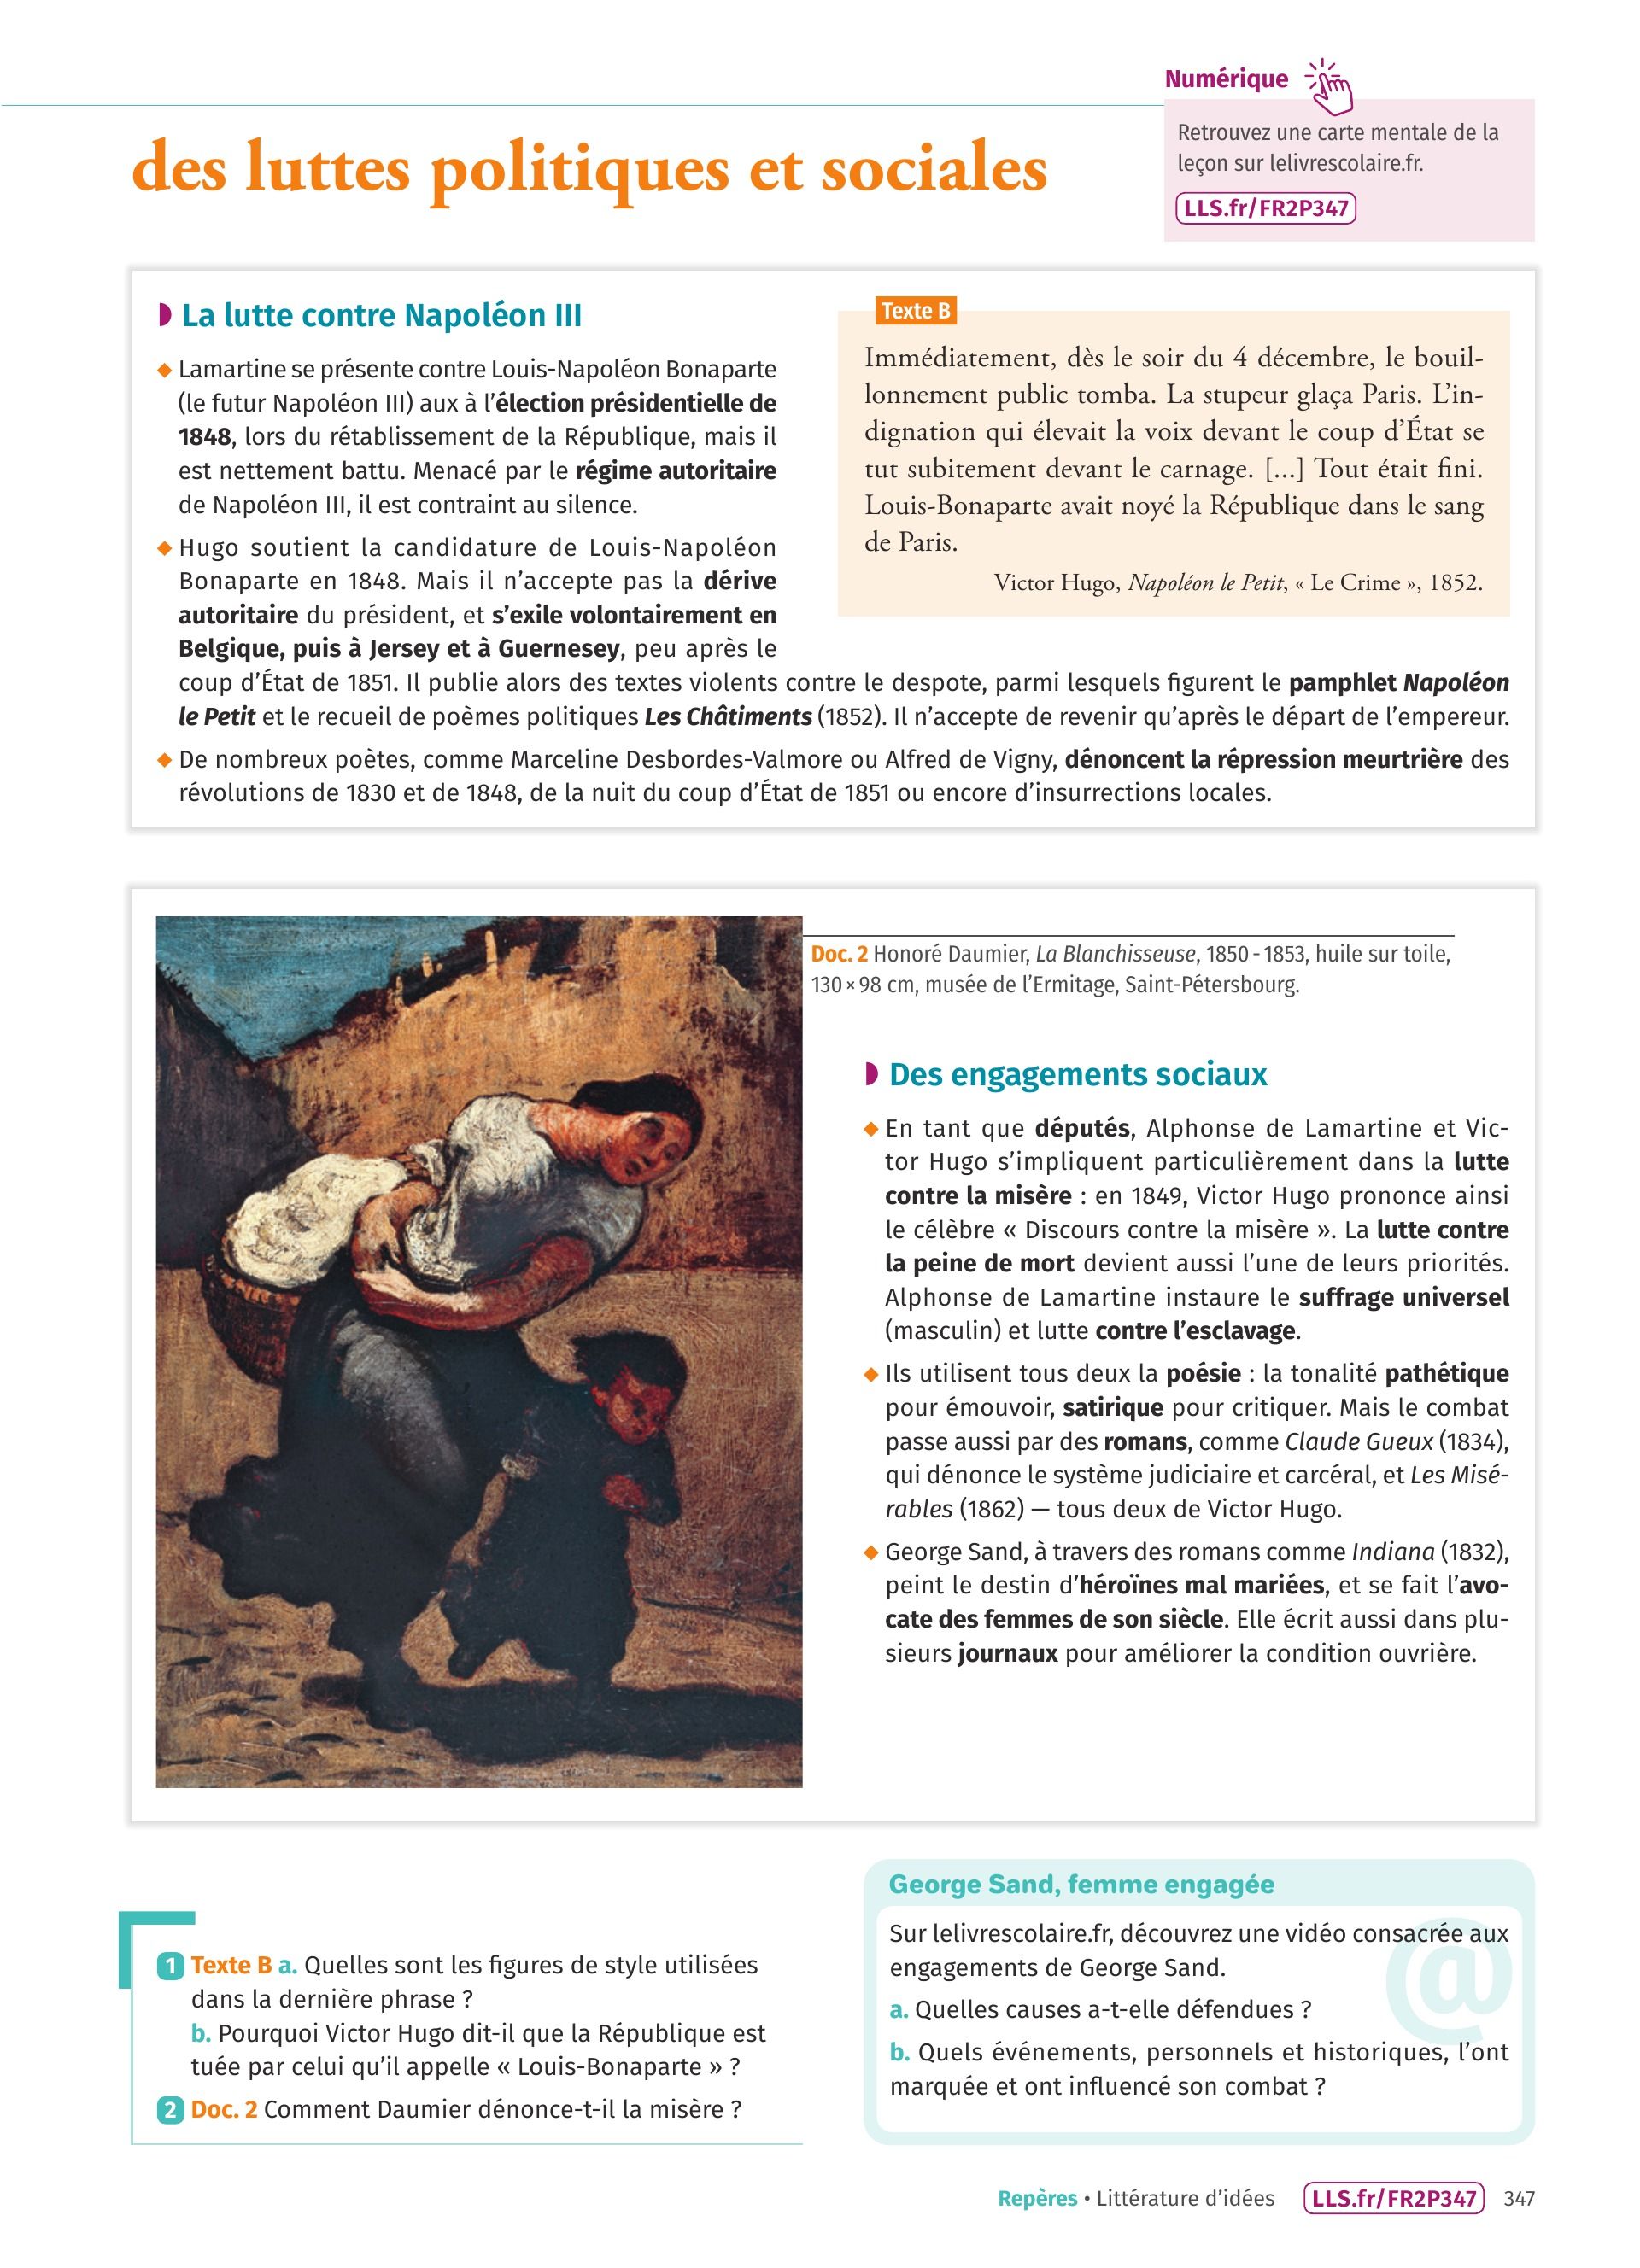 Numérique
Retrouvez une carte mentale de la
leçon sur lelivrescolaire.fr.
LLS.fr/FR2P347
des luttes politiques et sociales
La lutte contre Napoléon III
Lamartine se présente contre Louis-Napoléon Bonaparte
(le futur Napoléon III) aux à l’élection présidentielle de
1848, lors du rétablissement de la République, mais il
est nettement battu. Menacé par le régime autoritaire
de Napoléon III, il est contraint au silence.
Hugo soutient la candidature de Louis-Napoléon
Bonaparte en 1848. Mais il n’accepte pas la dérive
autoritaire du président, et s’exile volontairement en
Belgique, puis à Jersey et à Guernesey, peu après le
coup d’État de 1851. Il publie alors des textes violents contre le despote, parmi lesquels figurent le pamphlet Napoléon
le Petit et le recueil de poèmes politiques Les Châtiments (1852). Il n’accepte de revenir qu’après le départ de l’empereur.
De nombreux poètes, comme Marceline Desbordes-Valmore ou Alfred de Vigny, dénoncent la répression meurtrière des
révolutions de 1830 et de 1848, de la nuit du coup d’État de 1851 ou encore d’insurrections locales.
Texte B
Immédiatement, dès le soir du 4 décembre, le bouil-
lonnement public tomba. La stupeur glaça Paris. L’in-
dignation qui élevait la voix devant le coup d’État se
tut subitement devant le carnage. [...] Tout était fini.
Louis-Bonaparte avait noyé la République dans le sang
de Paris.
Victor Hugo, Napoléon le Petit, « Le Crime », 1852.
Doc. 2 Honoré Daumier, La Blanchisseuse, 1850 - 1853, huile sur toile,
130 × 98 cm, musée de l’Ermitage, Saint-Pétersbourg.
Des engagements sociaux
En tant que députés, Alphonse de Lamartine et Vic-
tor Hugo s’impliquent particulièrement dans la lutte
contre la misère : en 1849, Victor Hugo prononce ainsi
le célèbre « Discours contre la misère ». La lutte contre
la peine de mort devient aussi l’une de leurs priorités.
Alphonse de Lamartine instaure le suffrage universel
(masculin) et lutte contre l’esclavage.
Ils utilisent tous deux la poésie : la tonalité pathétique
pour émouvoir, satirique pour critiquer. Mais le combat
passe aussi par des romans, comme Claude Gueux (1834),
qui dénonce le système judiciaire et carcéral, et Les Misé-
rables (1862) — tous deux de Victor Hugo.
George Sand, à travers des romans comme Indiana (1832),
peint le destin d’héroïnes mal mariées, et se fait l’avo-
cate des femmes de son siècle. Elle écrit aussi dans plu-
sieurs journaux pour améliorer la condition ouvrière.
1 Texte B a. Quelles sont les figures de style utilisées
dans la dernière phrase ?
b. Pourquoi Victor Hugo dit-il que la République est
tuée par celui qu’il appelle « Louis-Bonaparte » ?
2 Doc. 2 Comment Daumier dénonce-t-il la misère ?
George Sand, femme engagée
@
Sur lelivrescolaire.fr, découvrez une vidéo consacrée aux
engagements de George Sand.
a. Quelles causes a-t-elle défendues ?
b. Quels événements, personnels et historiques, l’ont
marquée et ont influencé son combat ?
Repères • Littérature d’idées LLS.fr/FR2P347 347